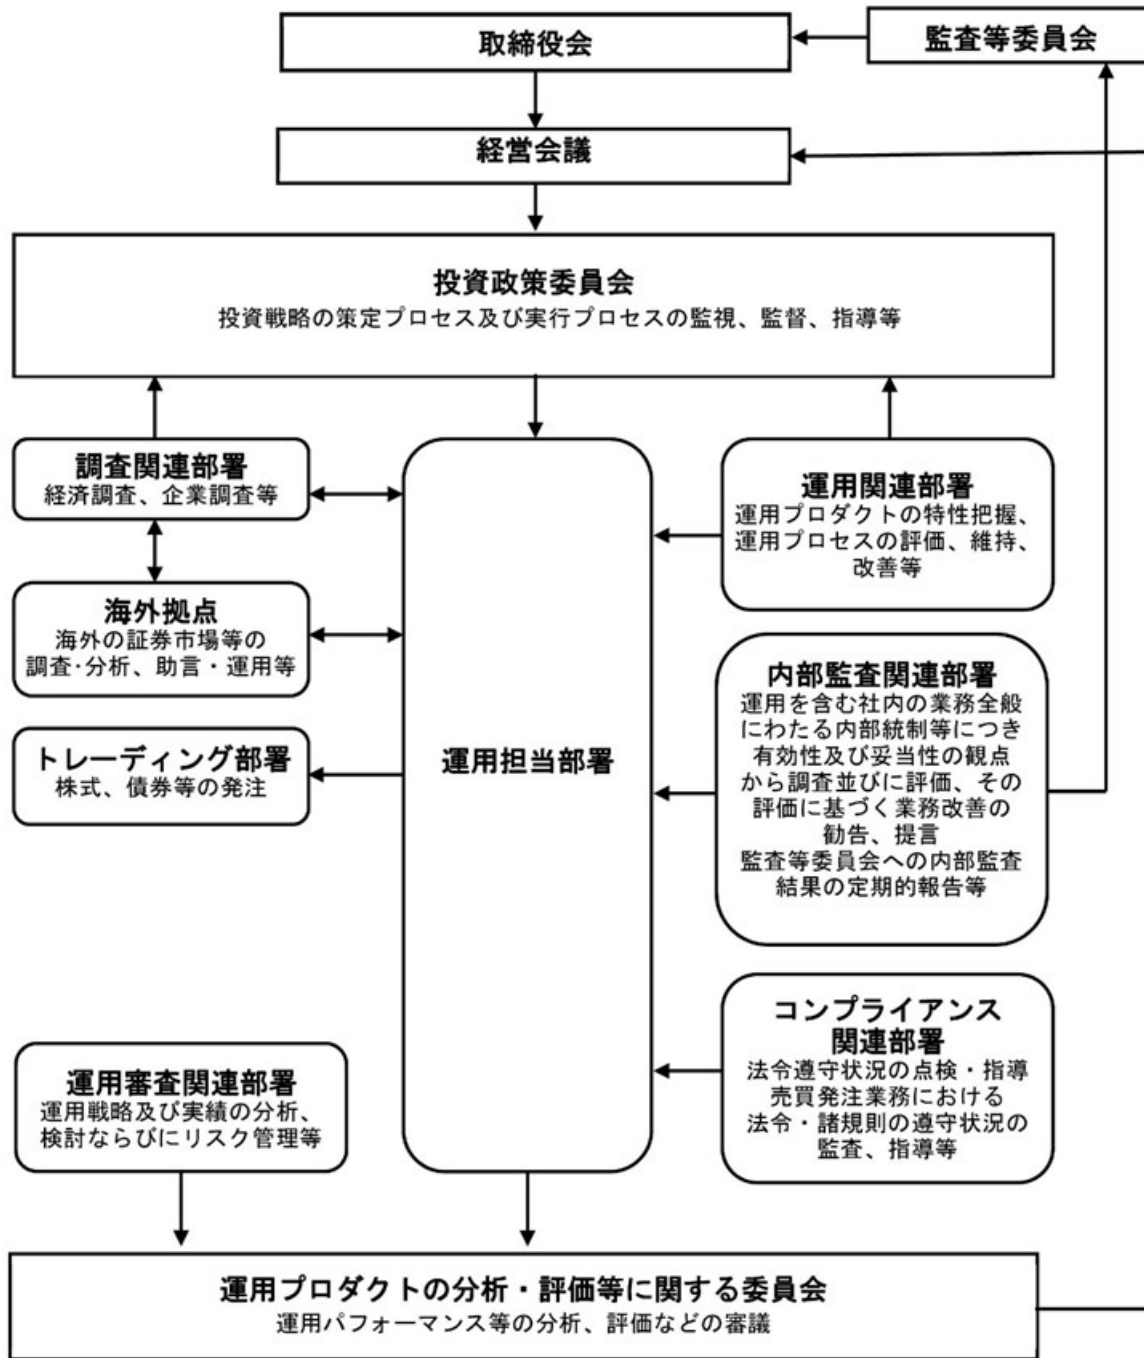 取締役会
監査等委員会
経営会議
投資政策委員会
投資戦略の策定プロセス及び実行プロセスの監視、監督、指導等
調査関連部署
経済調査、企業調査等
海外拠点
海外の証券市場等の
調査･分析、助言・運用等
トレーディング部署
株式、債券等の発注
運用担当部署
運用関連部署
運用プロダクトの特性把握、
運用プロセスの評価、維持、
改善等
内部監査関連部署
運用を含む社内の業務全般
にわたる内部統制等につき
有効性及び妥当性の観点
から調査並びに評価、その
評価に基づく業務改善の
勧告、提言
監査等委員会への内部監査
結果の定期的報告等
コンプライアンス
関連部署
法令遵守状況の点検・指導
売買発注業務における
法令・諸規則の遵守状況の
監査、指導等
運用審査関連部署
運用戦略及び実績の分析、
検討ならびにリスク管理等
運用プロダクトの分析・評価等に関する委員会
運用パフォーマンス等の分析、評価などの審議